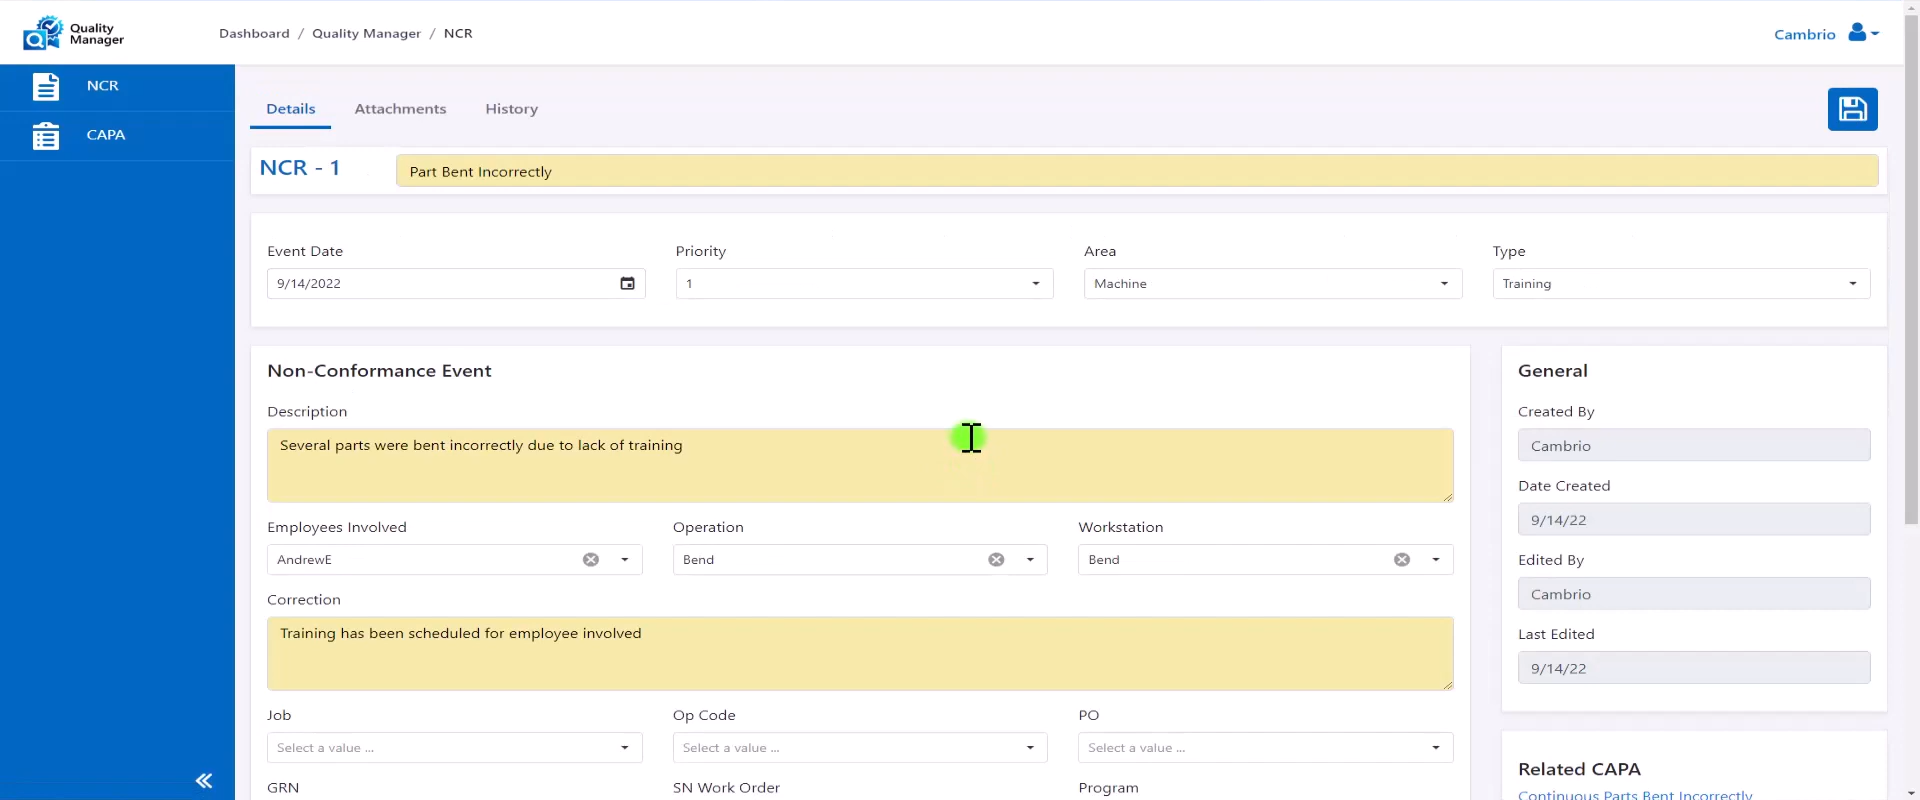 Quality Manager
Dashboard / Quality Manager / NCR
Cambrio
NCR
CAPA
Details
Attachments
History
NCR - 1
Part Bent Incorrectly
Event Date
Priority
Area
Type
9/14/2022
1
Machine
Training
Non-Conformance Event
Description
Several parts were bent incorrectly due to lack of training
Employees Involved
Operation
Workstation
AndrewE
Bend
Bend
Correction
Training has been scheduled for employee involved
Job
Op Code
PO
Select a value ...
Select a value ...
Select a value ...
GRN
SN Work Order
Program
General
Created By
Cambrio
Date Created
9/14/22
Edited By
Cambrio
Last Edited
9/14/22
Related CAPA
Continuous Parts Bent Incorrectly